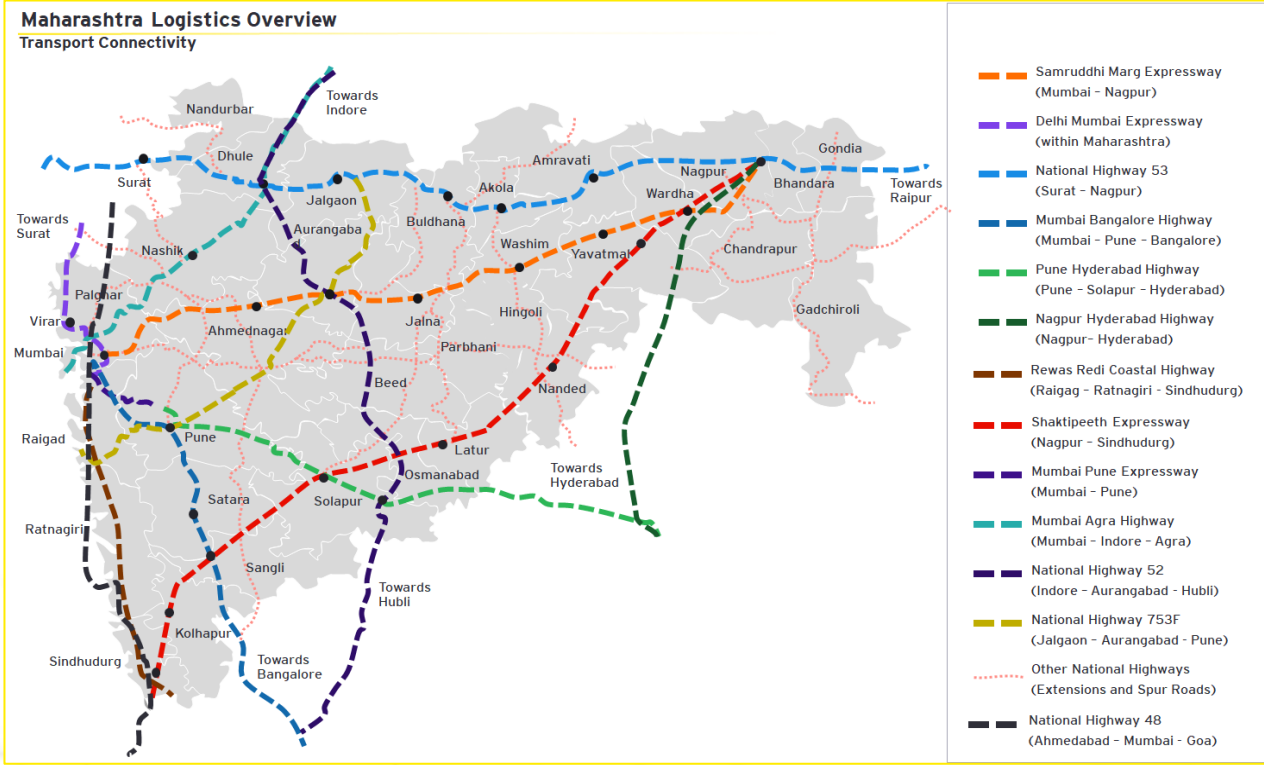 Maharashtra Logistics Overview
Transport Connectivity
Towards
Indore
Nandurbar
Dhule
Surat
Jalgaon
Buldhana
Akola
Amravati
Nagpur
Wardha
Gondia
Bhandara
Towards
Raipur
Towards
Surat
Nashik
Aurangaba
d
Washim
Yavatmal
Chandrapur
Palghar
Virar
Mumbai
Ahmednagar
Jalna
Hingoli
Gadchiroli
Parbhani
Beed
Nanded
Raigad
Pune
Latur
Osmanabad
Towards
Hyderabad
Satara
Solapur
Ratnagiri
Sangli
Towards
Hubli
Kolhapur
Sindhudurg
Towards
Bangalore
Samruddhi Marg Expressway
(Mumbai - Nagpur)
Delhi Mumbai Expressway
(within Maharashtra)
National Highway 53
(Surat - Nagpur)
Mumbai Bangalore Highway
(Mumbai - Pune - Bangalore)
Pune Hyderabad Highway
(Pune - Solapur - Hyderabad)
Nagpur Hyderabad Highway
(Nagpur- Hyderabad)
Rewas Redi Coastal Highway
(Raigag - Ratnagiri - Sindhudurg)
Shaktipeeth Expressway
(Nagpur - Sindhudurg)
Mumbai Pune Expressway
(Mumbai - Pune)
Mumbai Agra Highway
(Mumbai - Indore - Agra)
National Highway 52
(Indore - Aurangabad - Hubli)
National Highway 753F
(Jalgaon - Aurangabad - Pune)
Other National Highways
(Extensions and Spur Roads)
National Highway 48
(Ahmedabad - Mumbai - Goa)